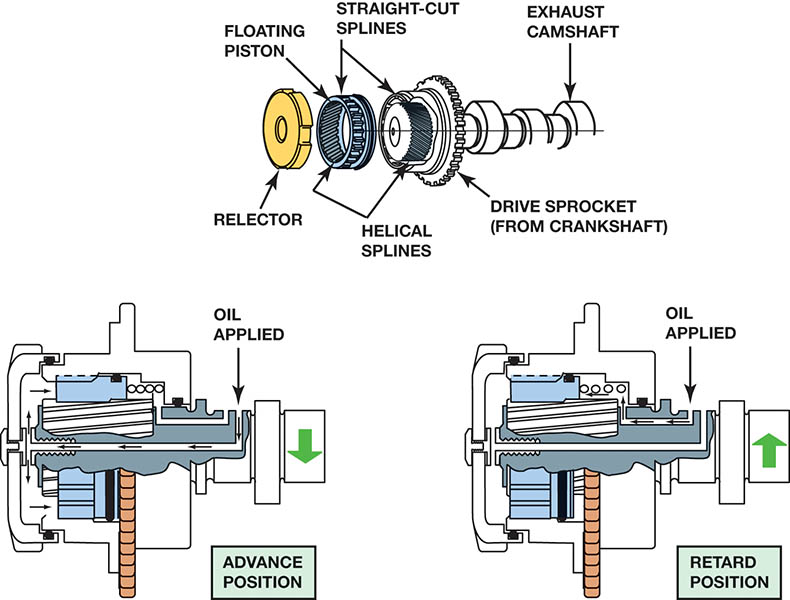 STRAIGHT-CUT
SPLINES
FLOATING
PISTON
EXHAUST
CAMSHAFT
RELECTOR
HELICAL
SPLINES
DRIVE SPROCKET
(FROM CRANKSHAFT)
OIL
APPLIED
ADVANCE
POSITION
OIL
APPLIED
RETARD
POSITION